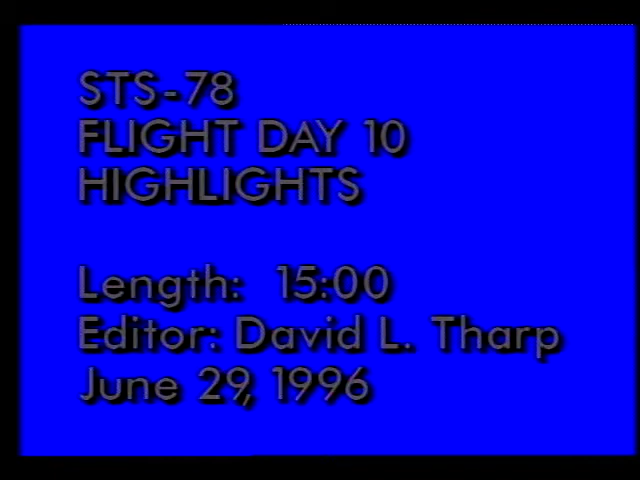 STS-78
FLIGHT DAY 10
HIGHLIGHTS
Length: 15:00
Editor: David L. Tharp
June 29, 1996